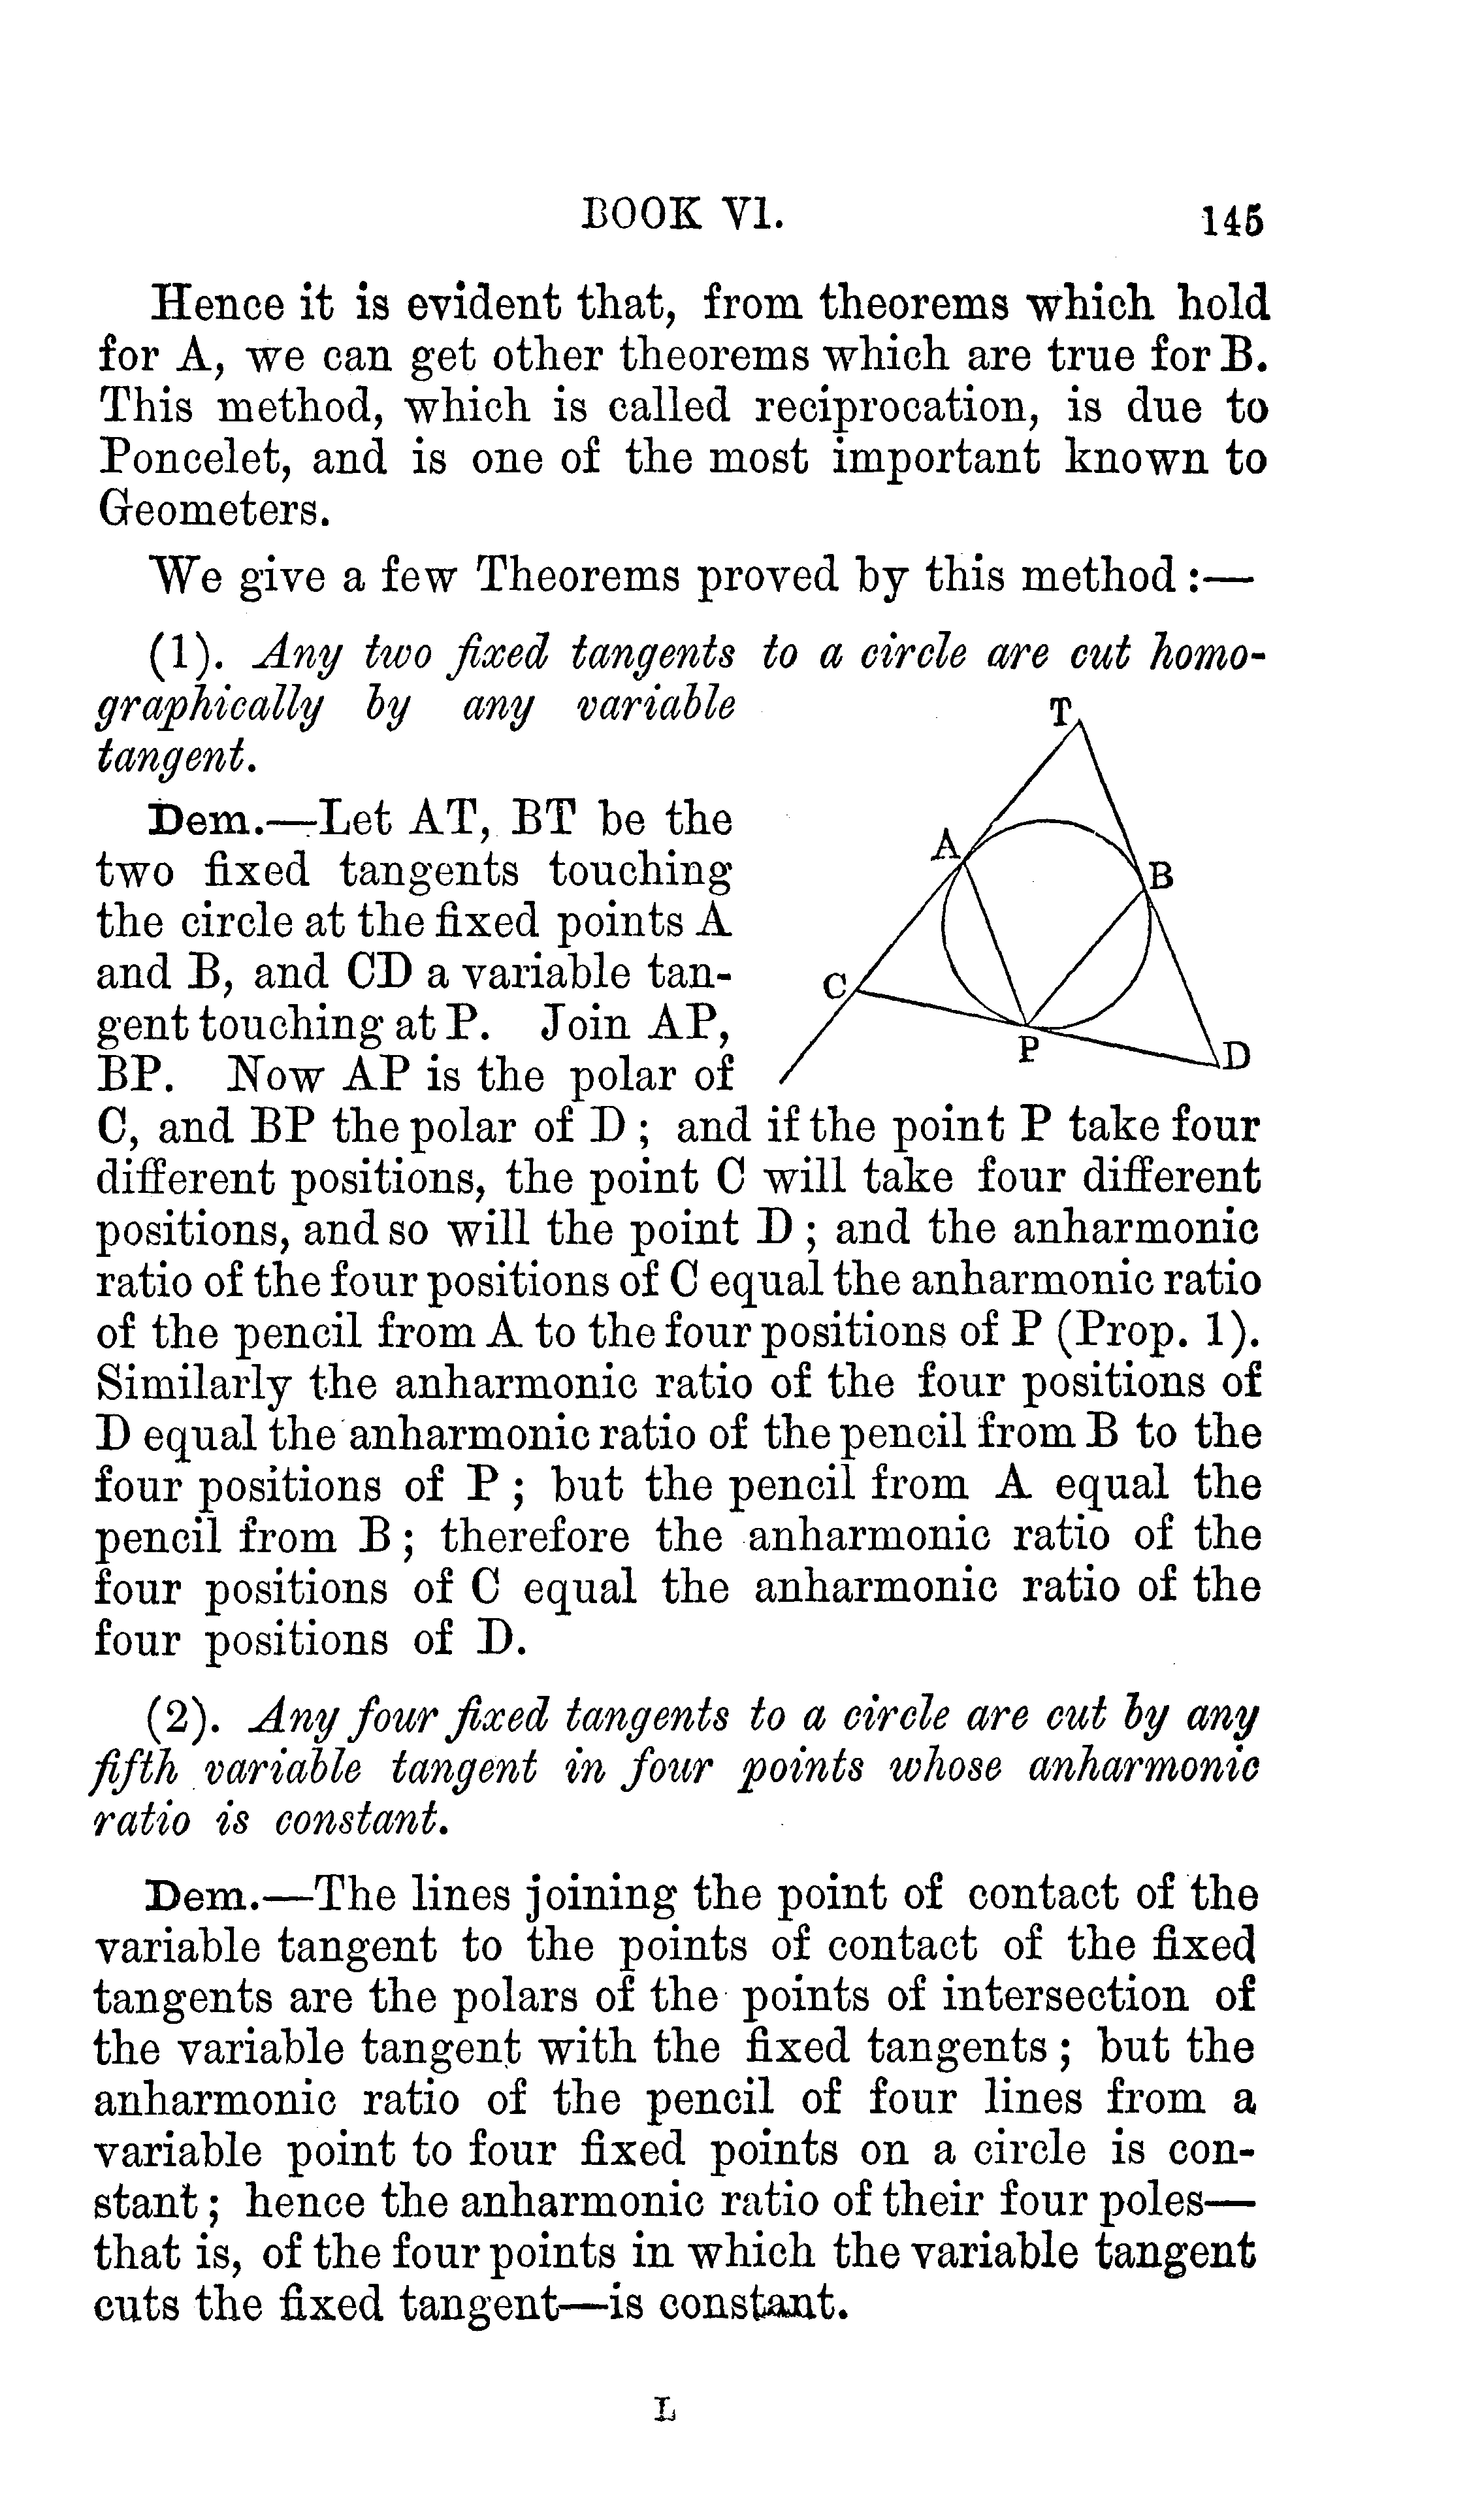 BOOK VI. 145
Hence it is evident that, from theorems which hold
for A, we can get other theorems which are true for B.
This method, which is called reciprocation, is due to
Poncelet, and is one of the most important known to
Geometers.
We give a few Theorems proved by this method :—
(1). Any two fixed tangents to a circle are cut homo-
graphically by any variable
tangent.
Dem.—Let AT, BT be the
two fixed tangents touching
the circle at the fixed points A
and B, and CD a variable tan-
gent touching at P. Join AP,
BP. Now AP is the polar of
T
A
B
C
P
D
C, and BP the polar of D ; and if the point P take four
different positions, the point C will take four different
positions, and so will the point D ; and the anharmonic
ratio of the four positions of C equal the anharmonic ratio
of the pencil from A to the four positions of P (Prop. 1).
Similarly the anharmonic ratio of the four positions of
D equal the anharmonic ratio of the pencil from B to the
four positions of P ; but the pencil from A equal the
pencil from B ; therefore the anharmonic ratio of the
four positions of C equal the anharmonic ratio of the
four positions of D.
(2). Any four fixed tangents to a circle are cut by any
fifth variable tangent in four points whose anharmonic
ratio is constant.
Dem.—The lines joining the point of contact of the
variable tangent to the points of contact of the fixed
tangents are the polars of the points of intersection of
the variable tangent with the fixed tangents ; but the
anharmonic ratio of the pencil of four lines from a
variable point to four fixed points on a circle is con-
stant ; hence the anharmonic ratio of their four poles—
that is, of the four points in which the variable tangent
cuts the fixed tangent—is constant.
L